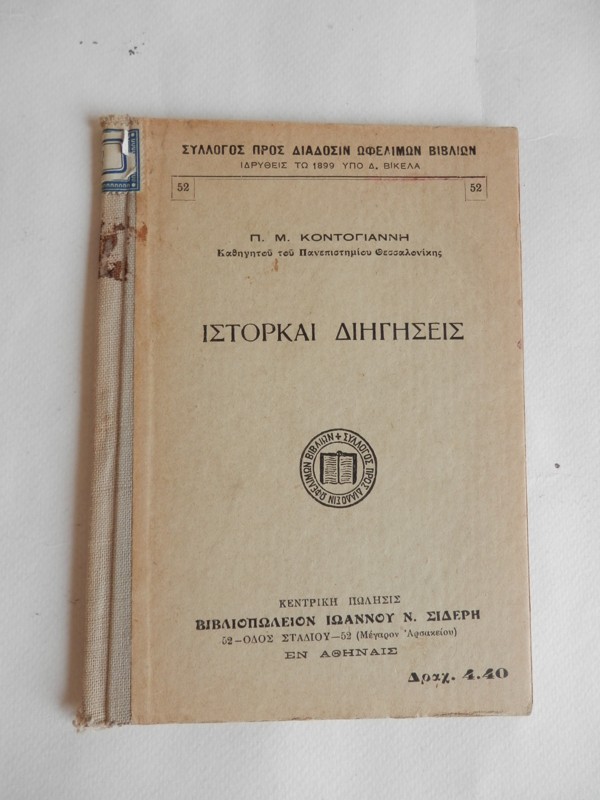 ΣΥΛΛΟΓΟΣ ΠΡΟΣ ΔΙΑΔΟΣΙΝ ΩΦΕΛΙΜΩΝ ΒΙΒΛΙΩΝ
ΙΔΡΥΘΕΙΣ ΤΩ 1899 ΥΠΟ Δ. ΒΙΚΕΛΑ
52 52
Π. Μ. ΚΟΝΤΟΓΙΑΝΝΗ
Καθηγητοῦ τοῦ Πανεπιστημίου Θεσσαλονίκης
ΙΣΤΟΡΚΑΙ ΔΙΗΓΗΣΕΙΣ
ΣΥΛΛΟΓΟΣ ΠΡΟΣ ΔΙΑΔΟΣΙΝ ΩΦΕΛΙΜΩΝ ΒΙΒΛΙΩΝ
ΚΕΝΤΡΙΚΗ ΠΩΛΗΣΙΣ
ΒΙΒΛΙΟΠΩΛΕΙΟΝ ΙΩΑΝΝΟΥ Ν. ΣΙΔΕΡΗ
52–ΟΔΟΣ ΣΤΑΔΙΟΥ–52 (Μέγαρον Ἀρσακείου)
ΕΝ ΑΘΗΝΑΙΣ
Δραχ. 4.40